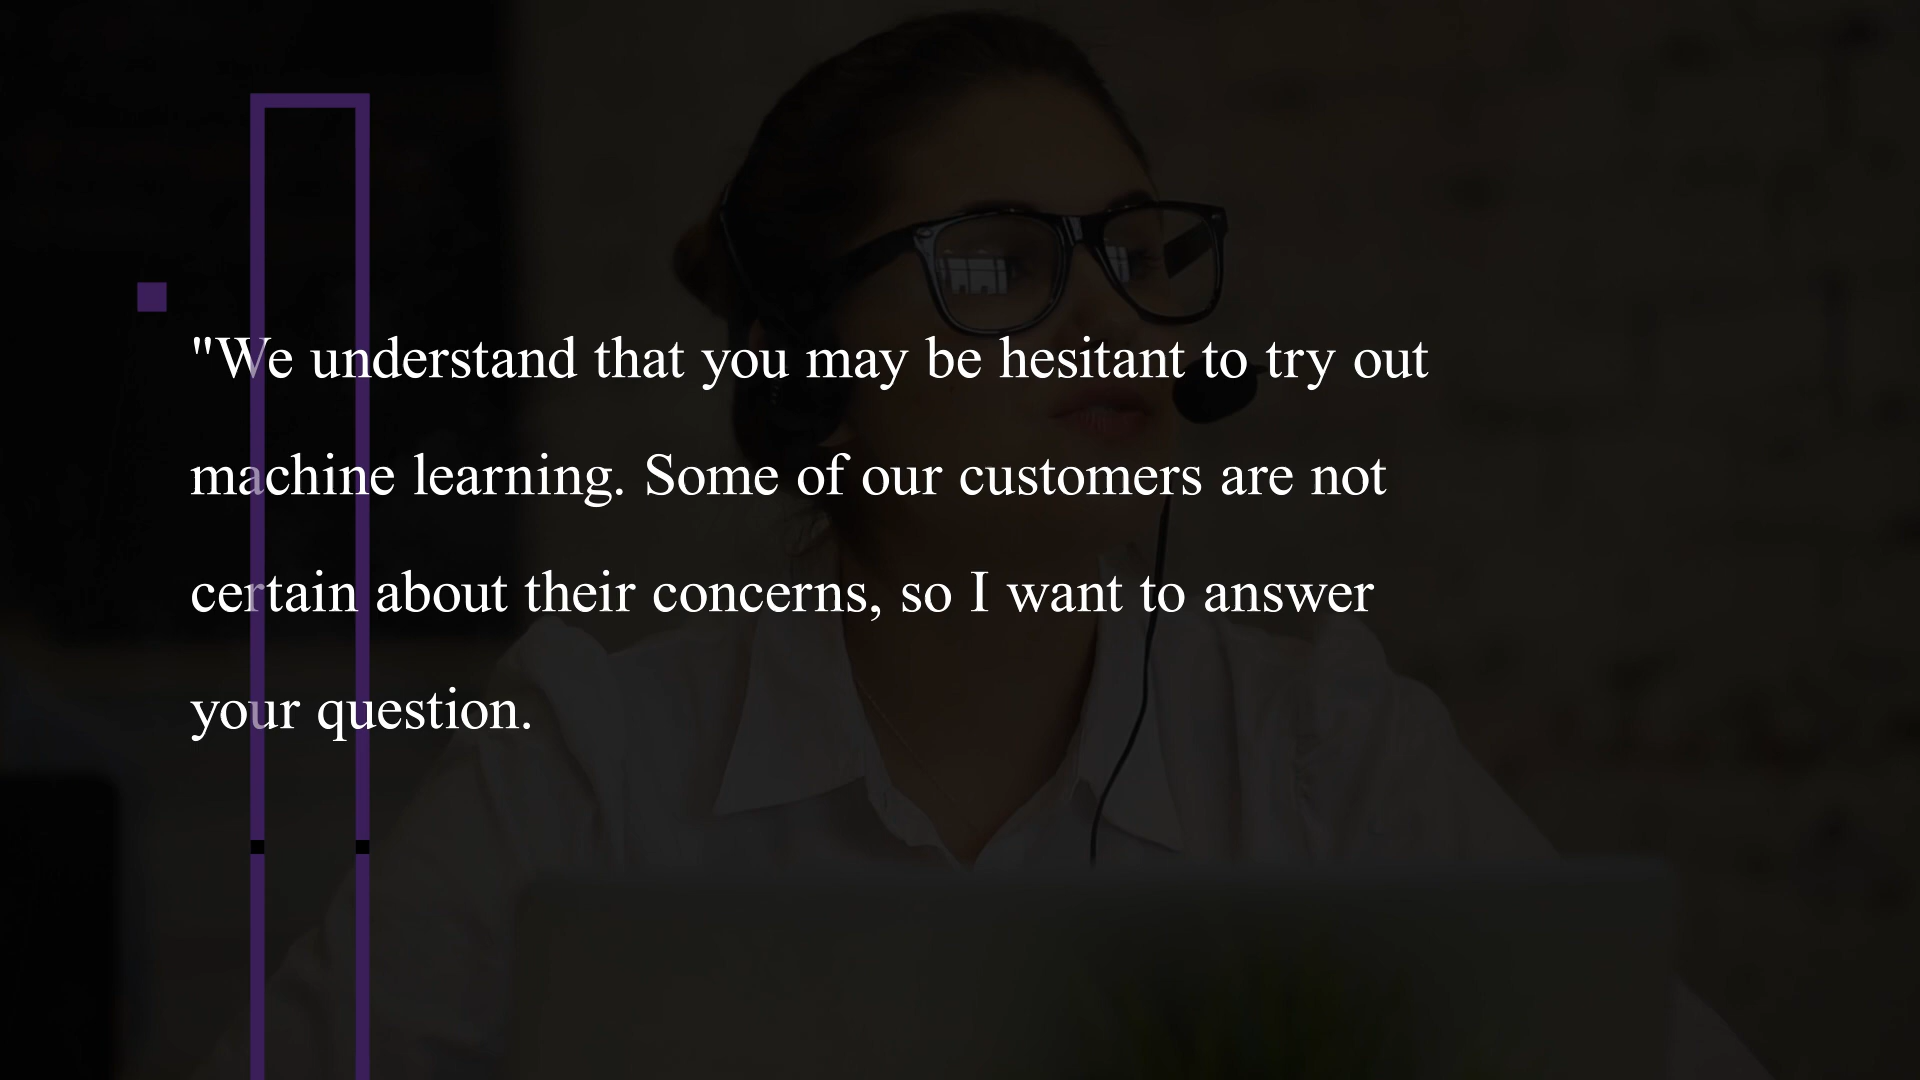 "We understand that you may be hesitant to try out
machine learning. Some of our customers are not
certain about their concerns, so I want to answer
your question.